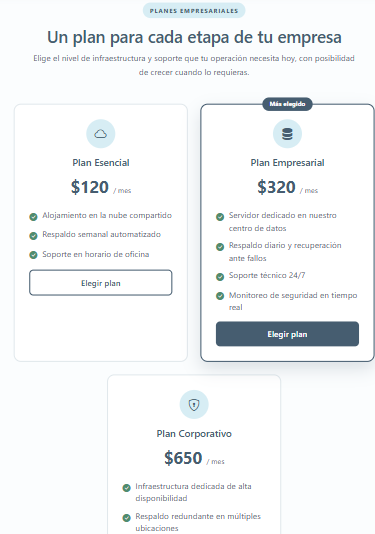 PLANES EMPRESARIALES
Un plan para cada etapa de tu empresa
Elige el nivel de infraestructura y soporte que tu operación necesita hoy, con posibilidad
de crecer cuando lo requieras.
Plan Esencial
$120 / mes
Alojamiento en la nube compartido
Respaldo semanal automatizado
Soporte en horario de oficina
Elegir plan
Más elegido
Plan Empresarial
$320 / mes
Servidor dedicado en nuestro
centro de datos
Respaldo diario y recuperación
ante fallos
Soporte técnico 24/7
Monitoreo de seguridad en tiempo
real
Elegir plan
Plan Corporativo
$650 / mes
Infraestructura dedicada de alta
disponibilidad
Respaldo redundante en múltiples
ubicaciones